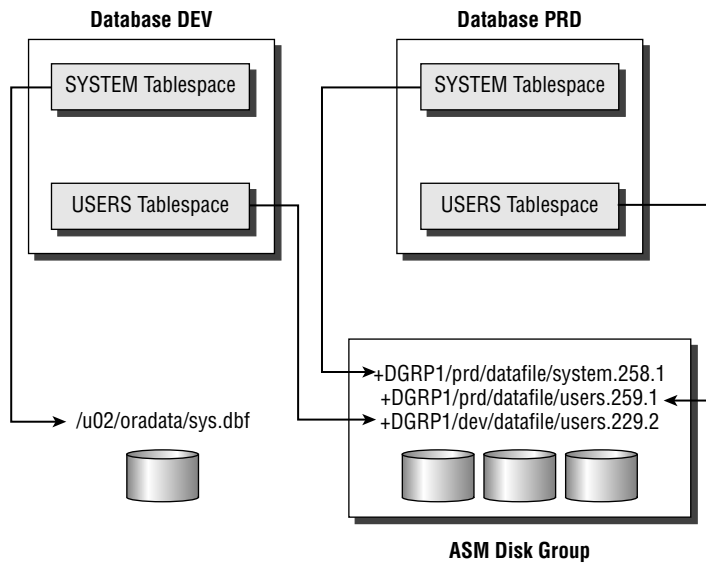 Database DEV
Database PRD
SYSTEM Tablespace
SYSTEM Tablespace
USERS Tablespace
USERS Tablespace
+DGRP1/prd/datafile/system.258.1
+DGRP1/prd/datafile/users.259.1
/u02/oradata/sys.dbf
+DGRP1/dev/datafile/users.229.2
ASM Disk Group